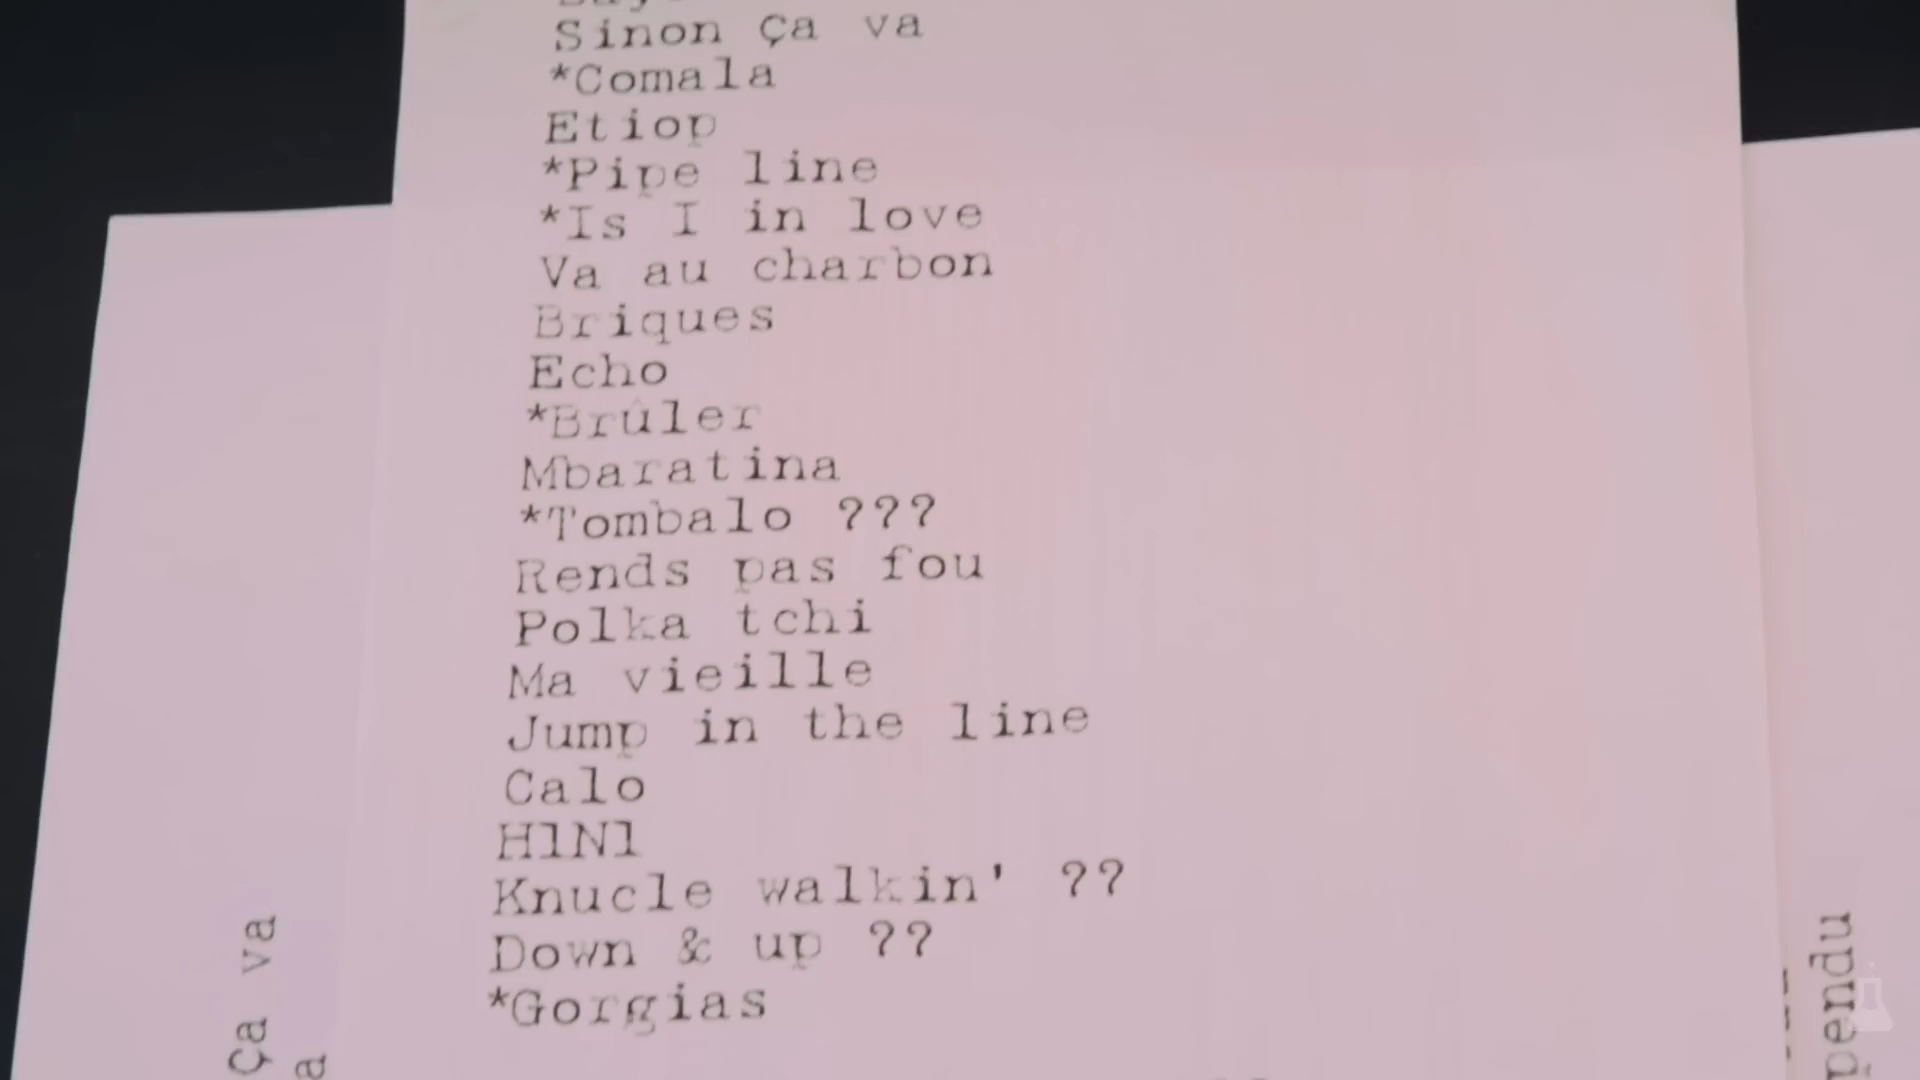 Sinon ça va
*Comala
Etiop
*Pipe line
*Is I in love
Va au charbon
Briques
Echo
*Brûler
Mbaratina
*Tombalo ???
Rends pas fou
Polka tchi
Ma vieille
Jump in the line
Calo
H1N1
Knucle walkin' ??
Down & up ??
*Gorgias
Ça va
a
pendu